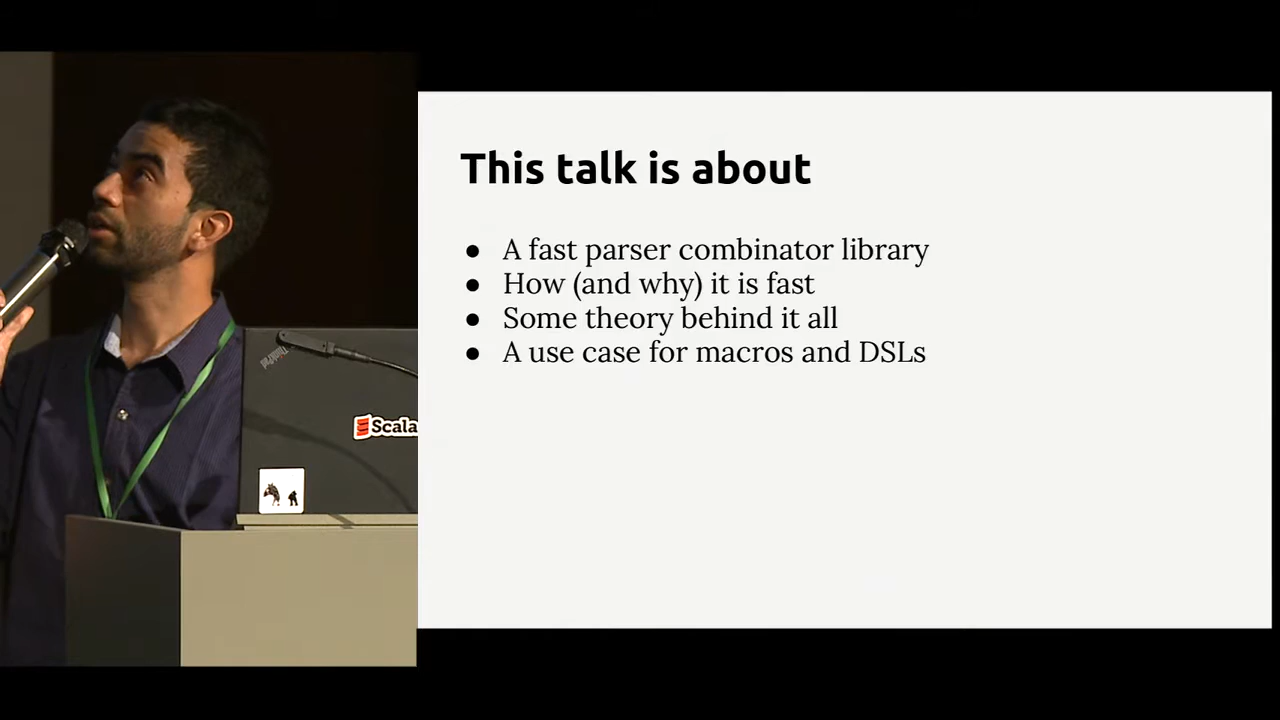 This talk is about
● A fast parser combinator library
● How (and why) it is fast
● Some theory behind it all
● A use case for macros and DSLs
Scala